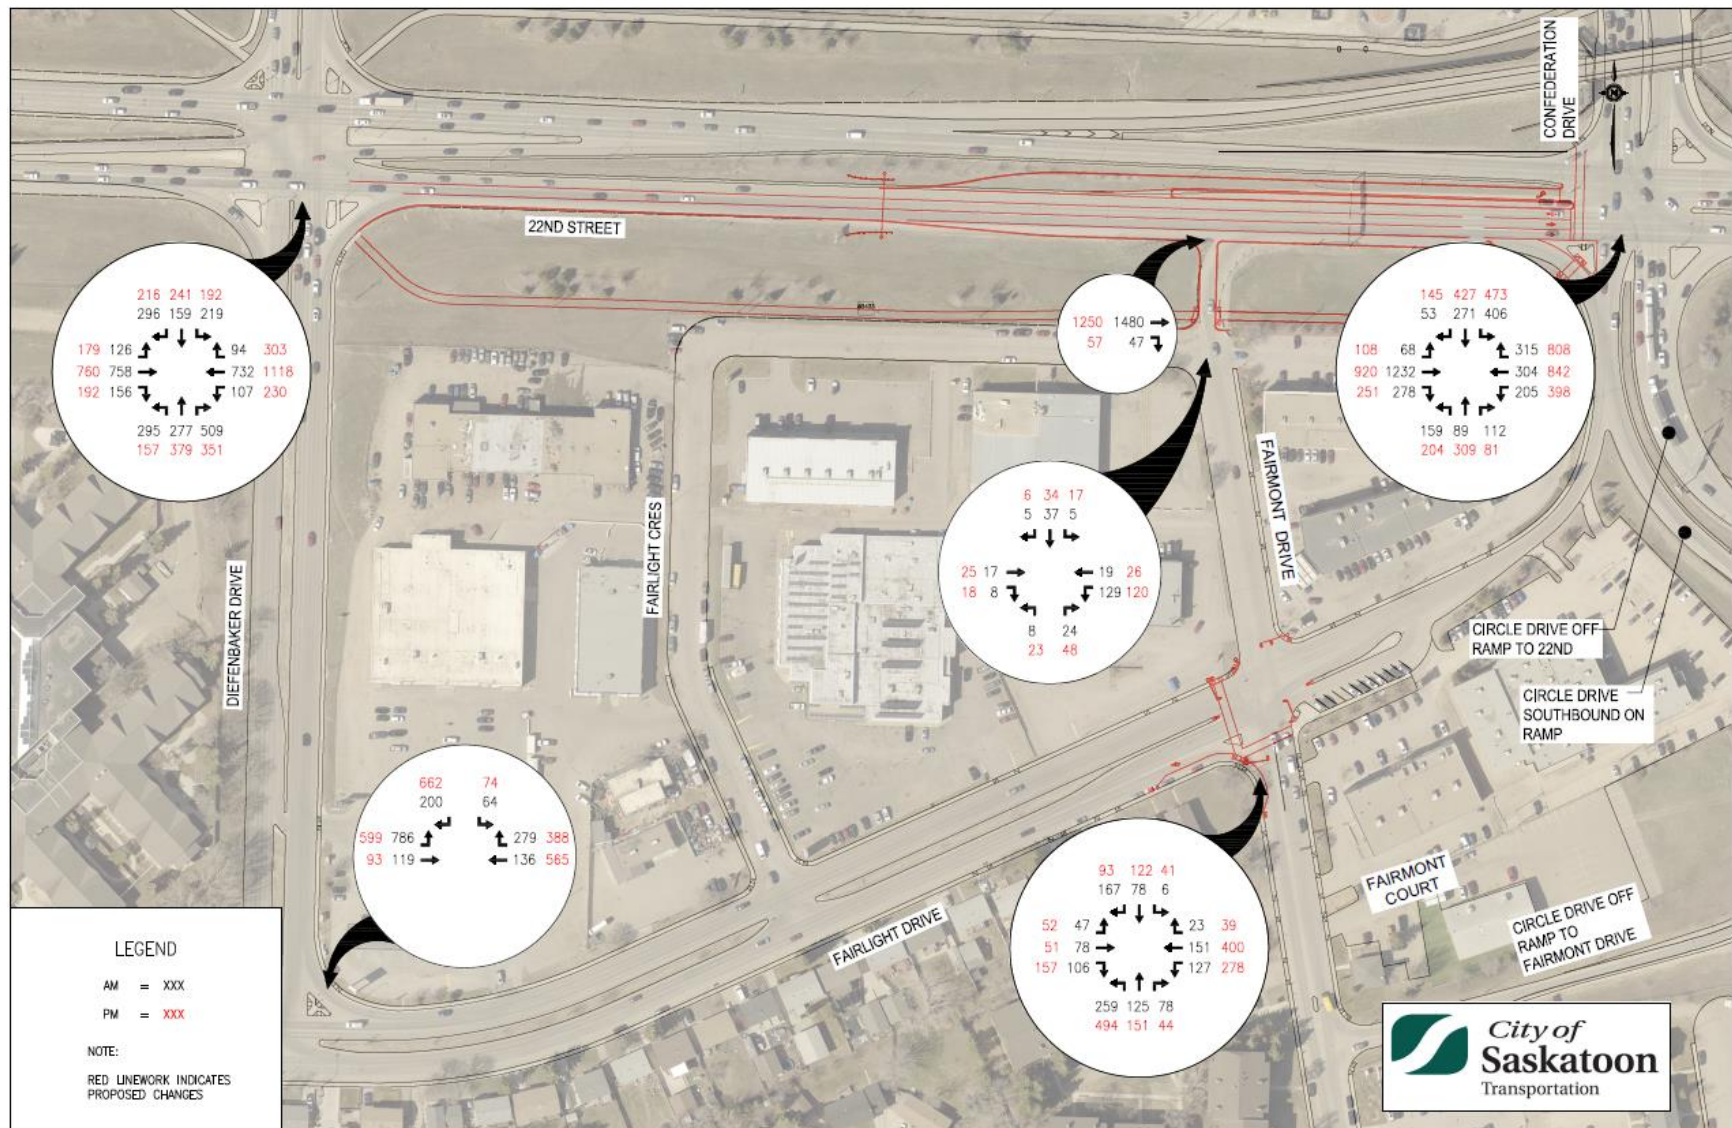 CONFEDERATION
DRIVE
22ND STREET
216 241 192
296 159 219
179 126 94 303
760 758 732 1118
192 156 107 230
295 277 509
157 379 351
1250 1480
57 47
145 427 473
53 271 406
108 68 315 808
920 1232 304 842
251 278 205 398
159 89 112
204 309 81
6 34 17
5 37 5
25 17 19 26
18 8 129 120
8 24
23 48
DIEFENBAKER DRIVE
FAIRLIGHT CRES
FAIRMONT DRIVE
CIRCLE DRIVE OFF
RAMP TO 22ND
CIRCLE DRIVE
SOUTHBOUND ON
RAMP
662 74
200 64
599 786 279 388
93 119 136 565
93 122 41
167 78 6
52 47 23 39
51 78 151 400
157 106 127 278
259 125 78
494 151 44
FAIRLIGHT DRIVE
FAIRMONT
COURT
CIRCLE DRIVE OFF
RAMP TO
FAIRMONT DRIVE
LEGEND
AM = XXX
PM = XXX
NOTE:
RED LINEWORK INDICATES
PROPOSED CHANGES
City of
Saskatoon
Transportation